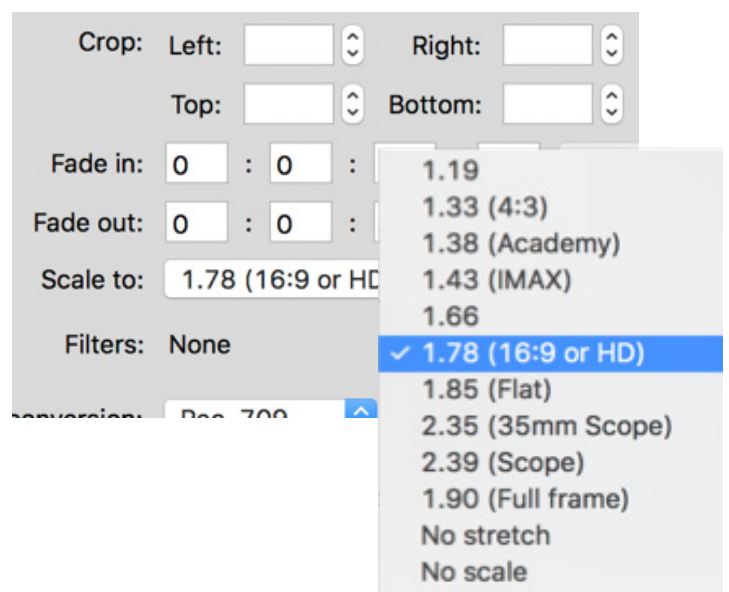 Crop: Left: Right:
Top: Bottom:
Fade in: 0 : 0 :
Fade out: 0 : 0 :
Scale to: 1.78 (16:9 or HD
Filters: None
1.19
1.33 (4:3)
1.38 (Academy)
1.43 (IMAX)
1.66
✓ 1.78 (16:9 or HD)
1.85 (Flat)
2.35 (35mm Scope)
2.39 (Scope)
1.90 (Full frame)
No stretch
No scale